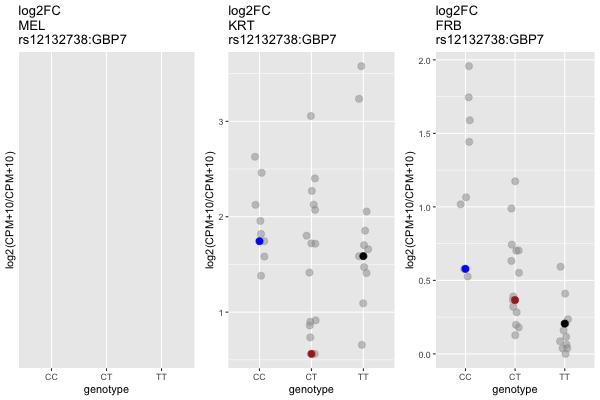 log2FC
MEL
rs12132738:GBP7
log2(CPM+10/CPM+10)
CC CT TT
genotype
log2FC
KRT
rs12132738:GBP7
log2(CPM+10/CPM+10)
3
2
1
CC CT TT
genotype
log2FC
FRB
rs12132738:GBP7
log2(CPM+10/CPM+10)
2.0
1.5
1.0
0.5
0.0
CC CT TT
genotype